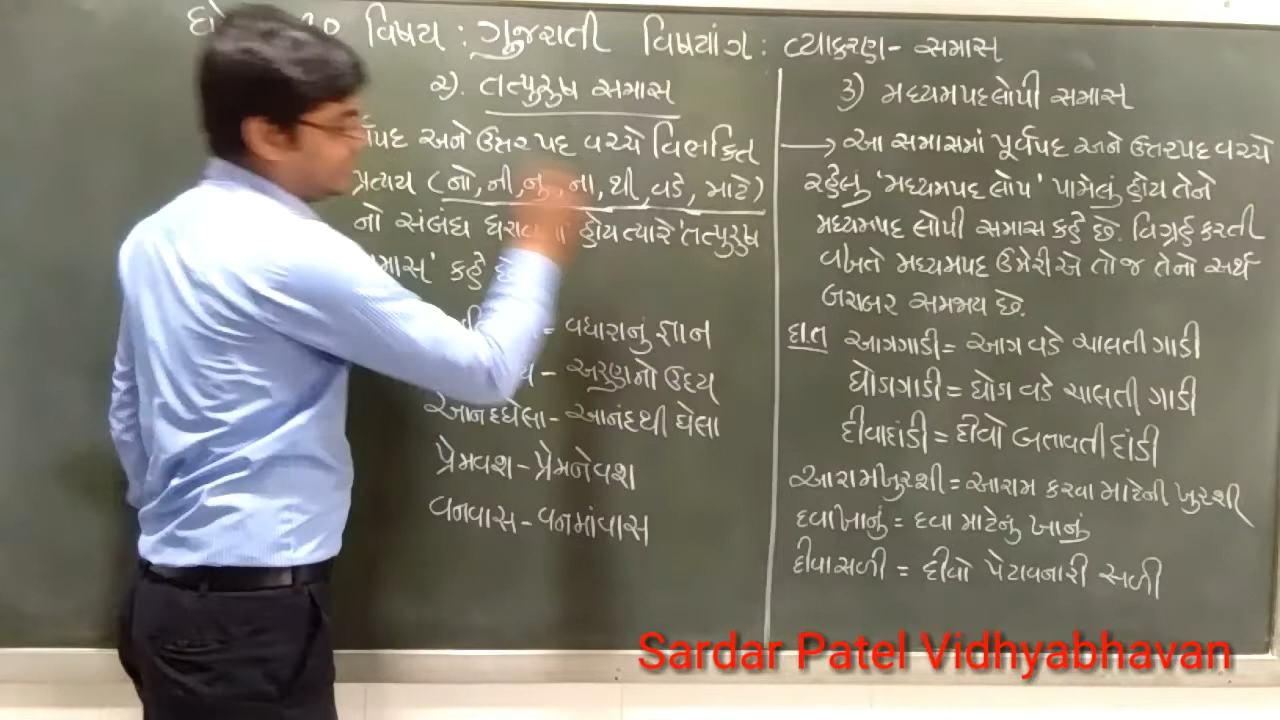 વિષય : ગુજરાતી વિષયાંગ : વ્યાકરણ - સમાસ
૨). તત્પુરુષ સમાસ
અને ઉત્તરપદ વચ્ચે વિભકિત
પ્રત્યય (નો, ની, નુ, ના, થી, વડે, માટે)
નો સંબંધ હોય ત્યારે 'તત્પુરુષ
કહે છે
= વધારાનું જ્ઞાન
- અરુણનો ઉદય
આનંદઘેલા - આનંદથી ઘેલા
પ્રેમવશ - પ્રેમનેવશ
વનવાસ - વનમાંવાસ
૩) મધ્યમપદલોપી સમાસ
→ આ સમાસમાં પૂર્વપદ અને ઉત્તરપદ વચ્ચે
રહેલુ 'મધ્યમપદ લોપ' પામેલું હોય તેને
મધ્યમપદ લોપી સમાસ કહે છે. વિગ્રહ કરતી
વખતે મધ્યમપદ ઉમેરીએ તો જ તેનો અર્થ
બરાબર સમજાય છે.
દા.ત આગગાડી = આગ વડે ચાલતી ગાડી
ઘોડાગાડી = ઘોડા વડે ચાલતી ગાડી
દીવાદાંડી = દીવો બતાવતી દાંડી
આરામખુરશી = આરામ કરવા માટેની ખુરશી
દવાખાનું = દવા માટેનું ખાનું
દીવાસળી = દીવો પેટાવનારી સળી
Sardar Patel Vidhyabhavan